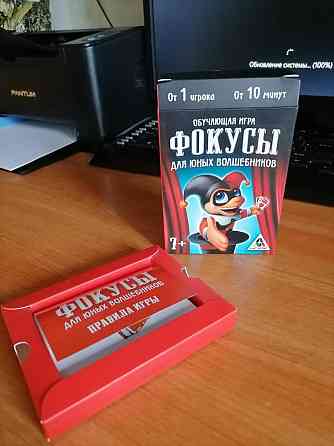 PANTUM
Обновление системы... (100%)
От 1 игрока От 10 минут
ОБУЧАЮЩАЯ ИГРА
ФОКУСЫ
ДЛЯ ЮНЫХ ВОЛШЕБНИКОВ
7+
ФОКУСЫ
ДЛЯ ЮНЫХ ВОЛШЕБНИКОВ
ПРАВИЛА ИГРЫ